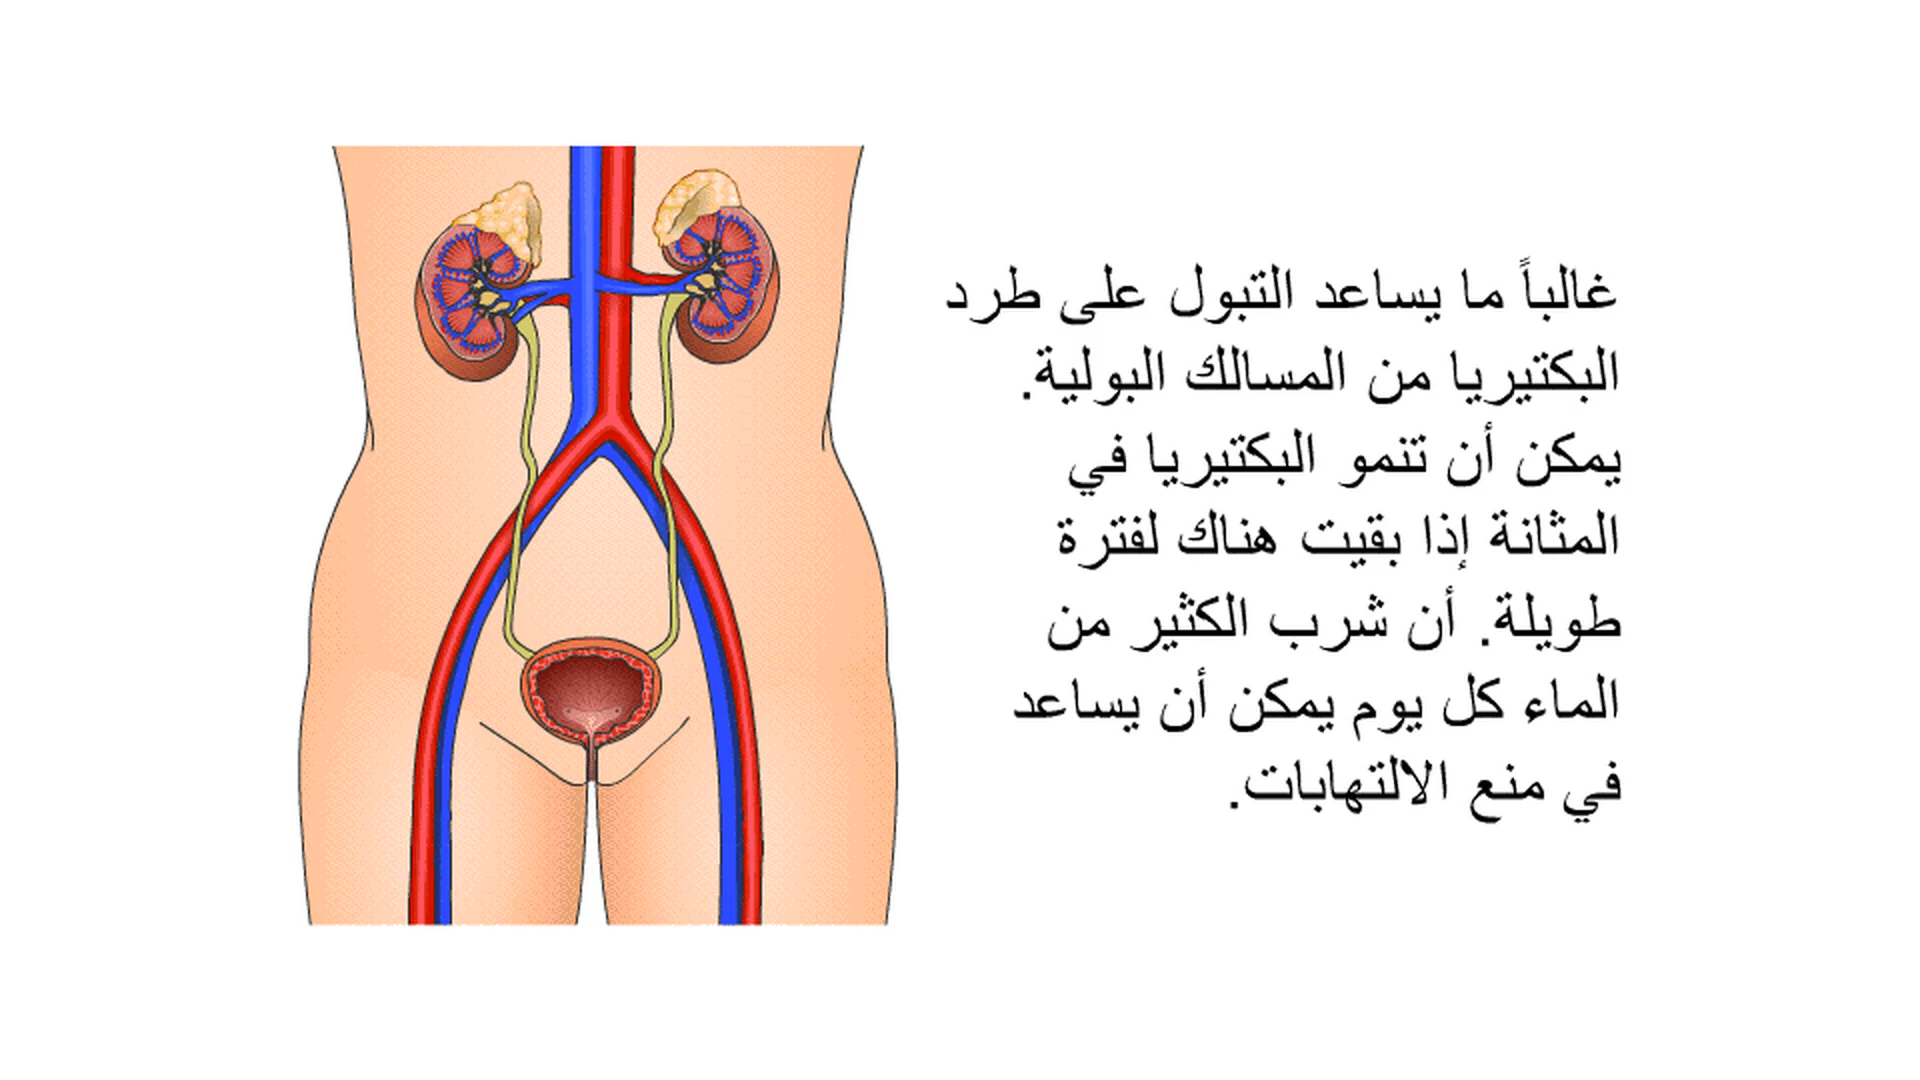 غالباً ما يساعد التبول على طرد
البكتيريا من المسالك البولية.
يمكن أن تنمو البكتيريا في
المثانة إذا بقيت هناك لفترة
طويلة. أن شرب الكثير من
الماء كل يوم يمكن أن يساعد
في منع الالتهابات.